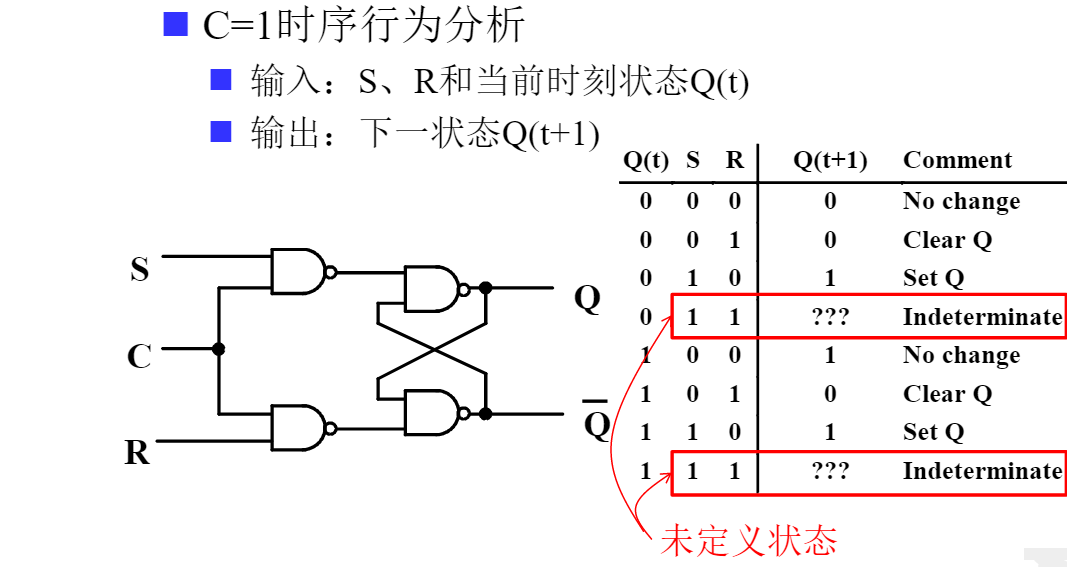 C=1时序行为分析
输入：S、R和当前时刻状态Q(t)
输出：下一状态Q(t+1)
Q(t) S R Q(t+1) Comment
0 0 0 0 No change
0 0 1 0 Clear Q
0 1 0 1 Set Q
0 1 1 ??? Indeterminate
1 0 0 1 No change
1 0 1 0 Clear Q
1 1 0 1 Set Q
1 1 1 ??? Indeterminate
S
Q
C
Q̅
R
未定义状态